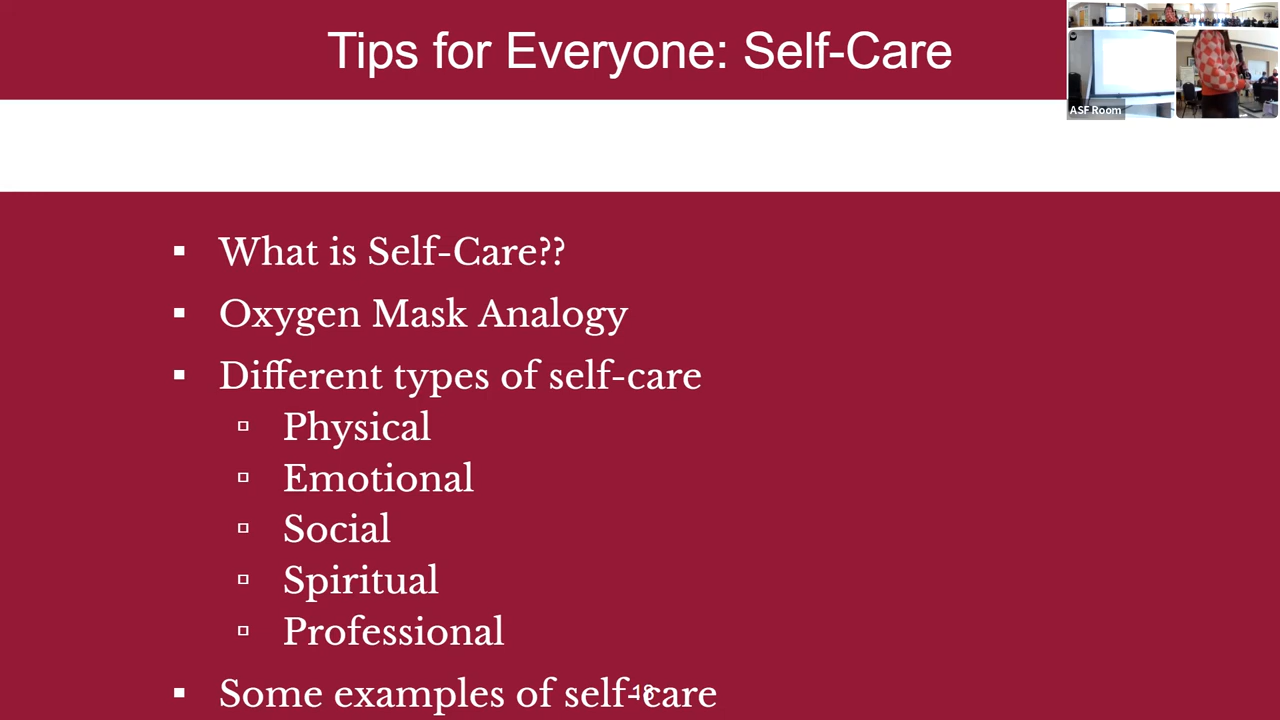 Tips for Everyone: Self-Care
ASF Room
▪ What is Self-Care??
▪ Oxygen Mask Analogy
▪ Different types of self-care
▫ Physical
▫ Emotional
▫ Social
▫ Spiritual
▫ Professional
▪ Some examples of self-care
18